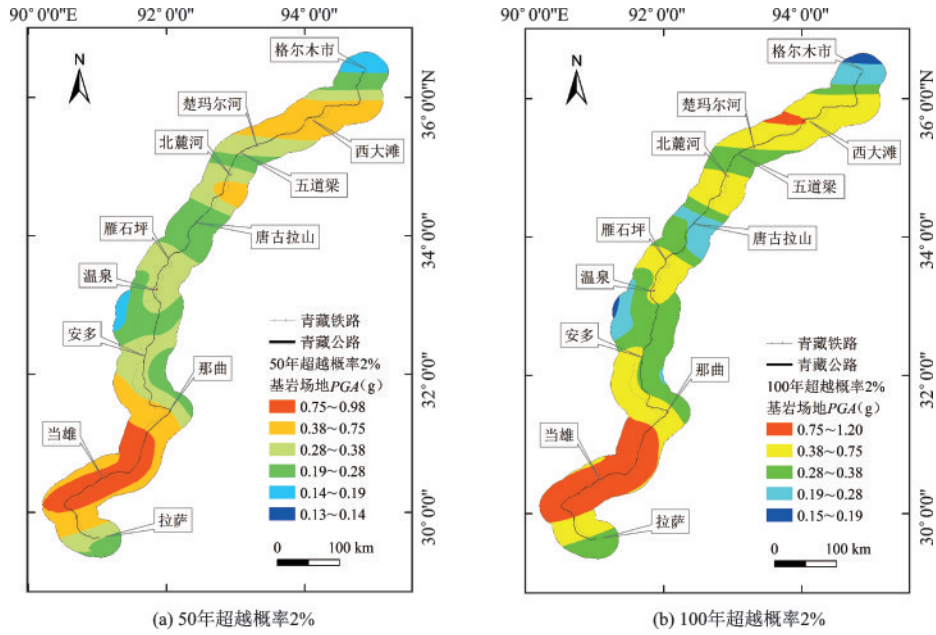 90°0'0"E
92°0'0"
94°0'0"
N
格尔木市
楚玛尔河
北麓河
西大滩
五道梁
雁石坪
唐古拉山
温泉
安多
那曲
当雄
拉萨
36°0'0"N
34°0'0"
32°0'0"
30°0'0"
青藏铁路
青藏公路
50年超越概率2%
基岩场地PGA(g)
0.75~0.98
0.38~0.75
0.28~0.38
0.19~0.28
0.14~0.19
0.13~0.14
0 100 km
(a) 50年超越概率2%
90°0'0"E
92°0'0"
94°0'0"
N
格尔木市
楚玛尔河
北麓河
西大滩
五道梁
雁石坪
唐古拉山
温泉
安多
那曲
当雄
拉萨
36°0'0"N
34°0'0"
32°0'0"
30°0'0"
青藏铁路
青藏公路
100年超越概率2%
基岩场地PGA(g)
0.75~1.20
0.38~0.75
0.28~0.38
0.19~0.28
0.15~0.19
0 100 km
(b) 100年超越概率2%